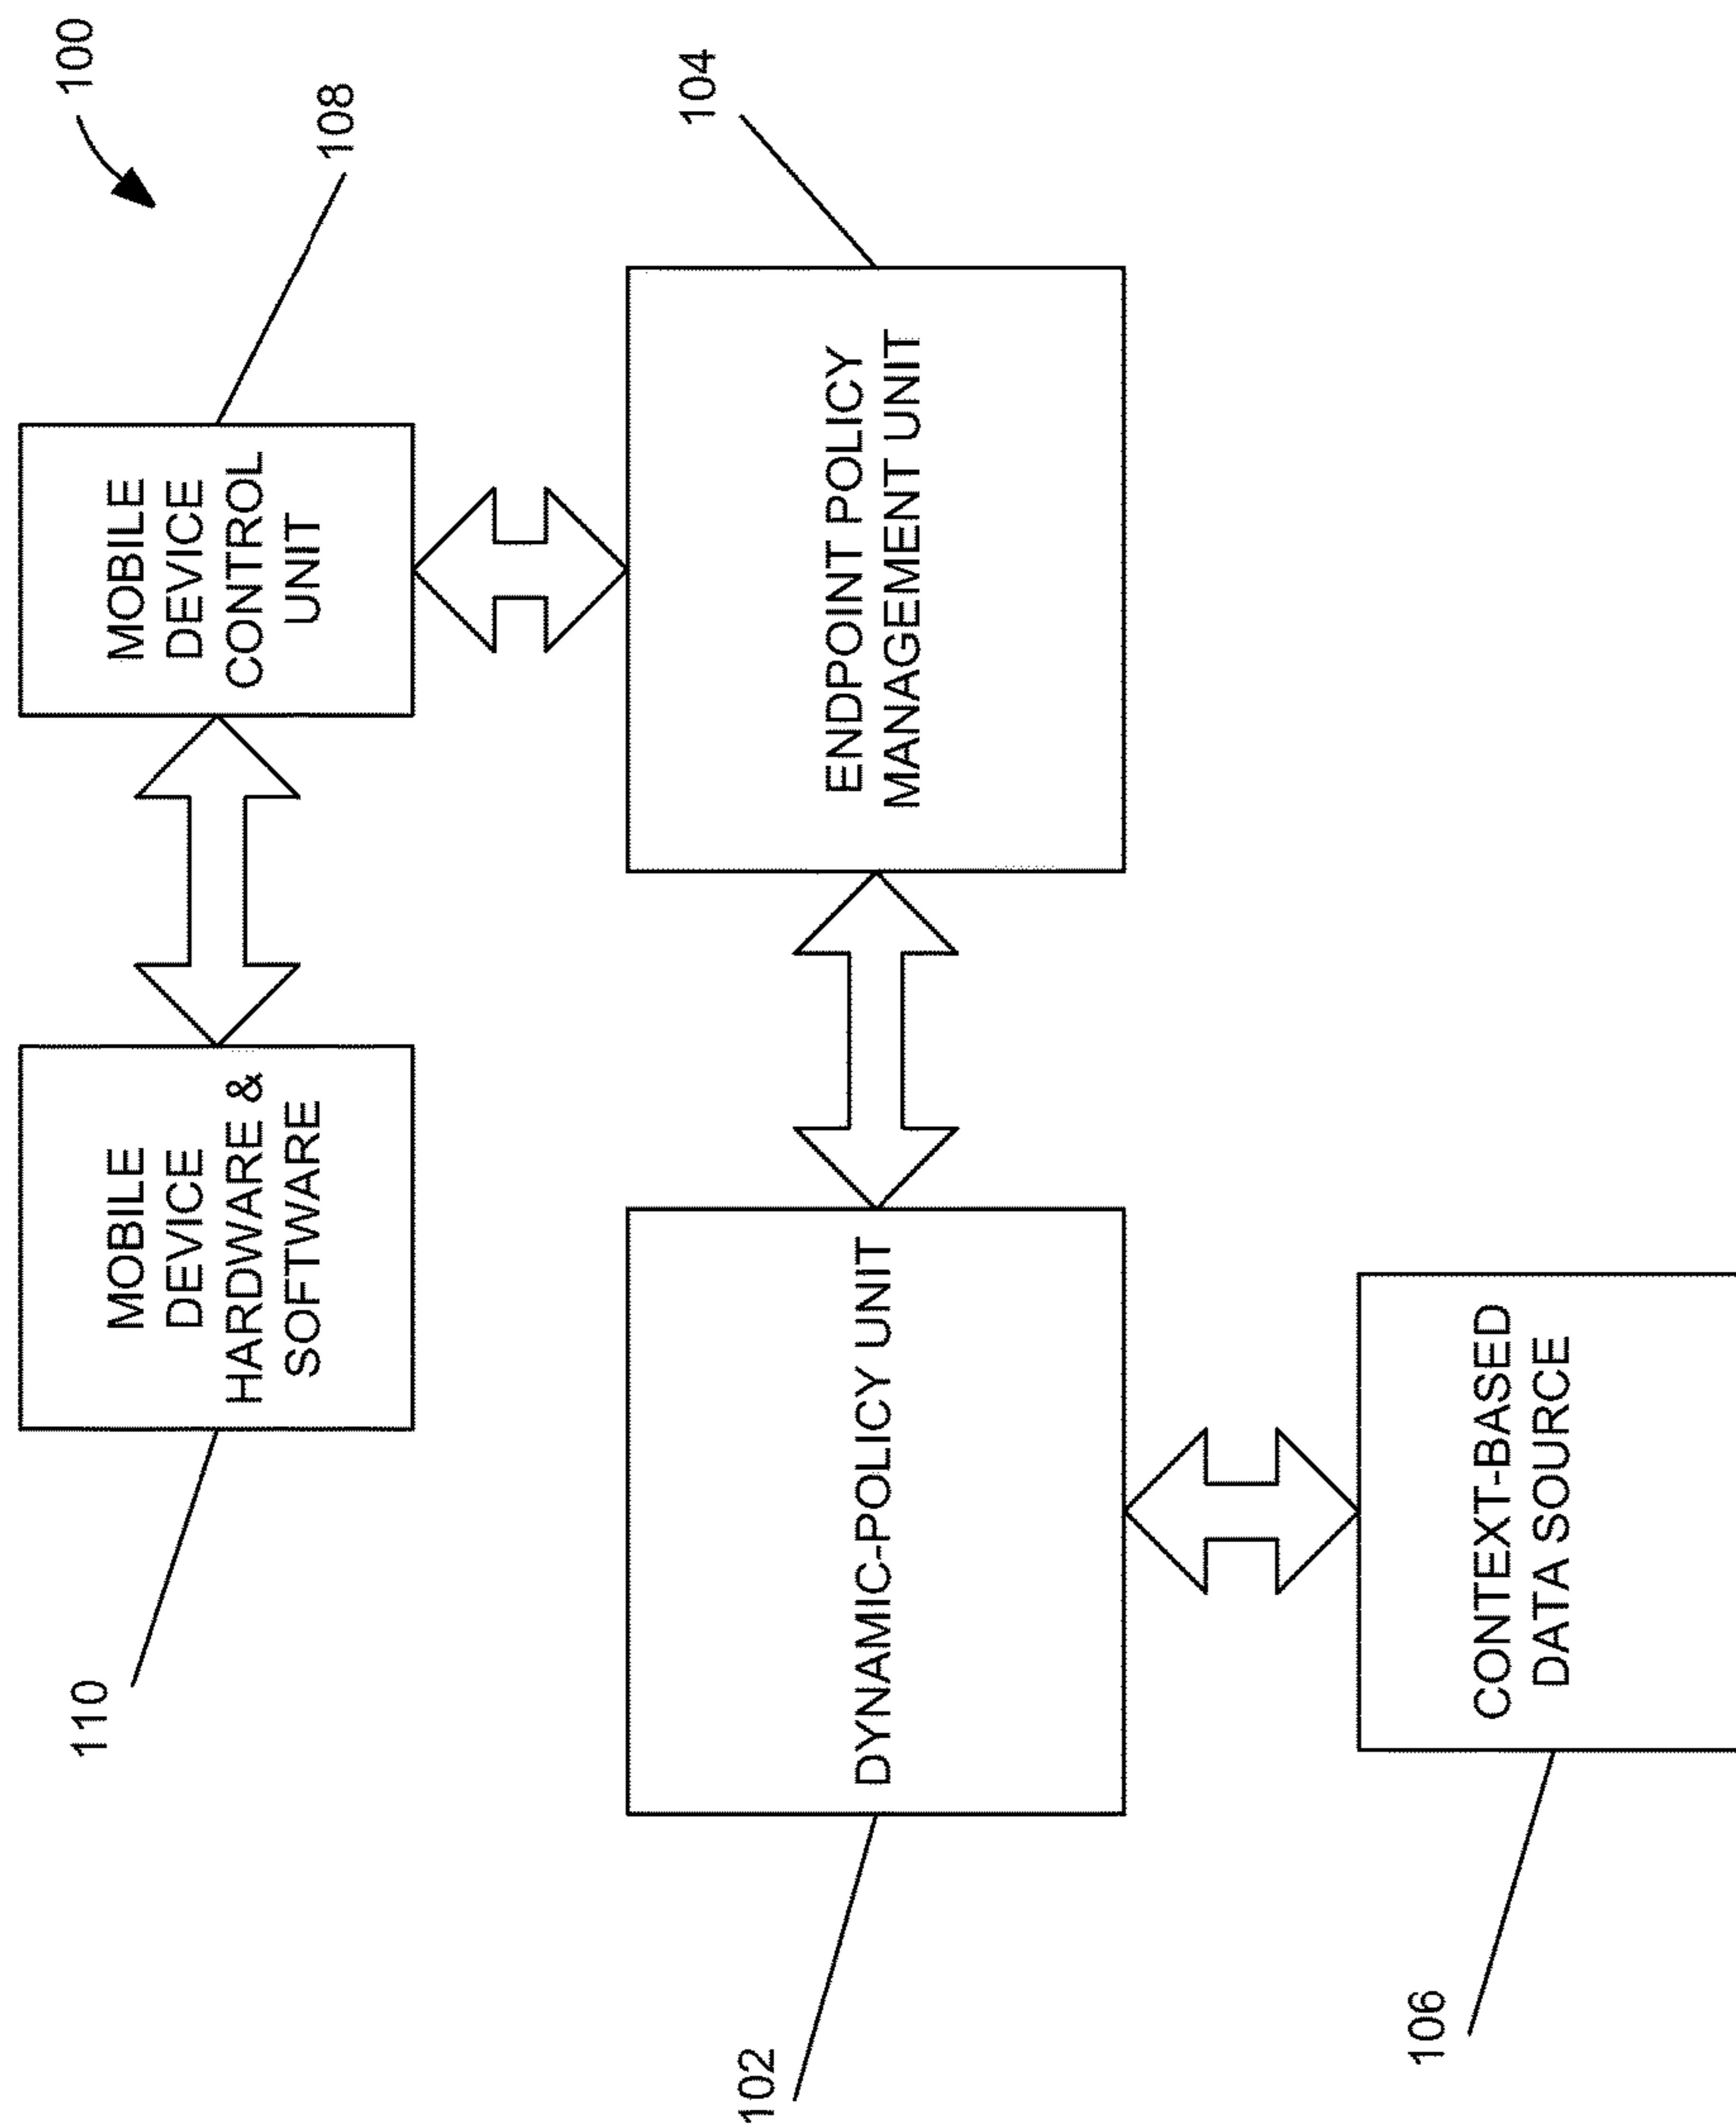 100
110
MOBILE
DEVICE
HARDWARE &
SOFTWARE
MOBILE
DEVICE
CONTROL
UNIT
108
102
DYNAMIC-POLICY UNIT
ENDPOINT POLICY
MANAGEMENT UNIT
104
106
CONTEXT-BASED
DATA SOURCE